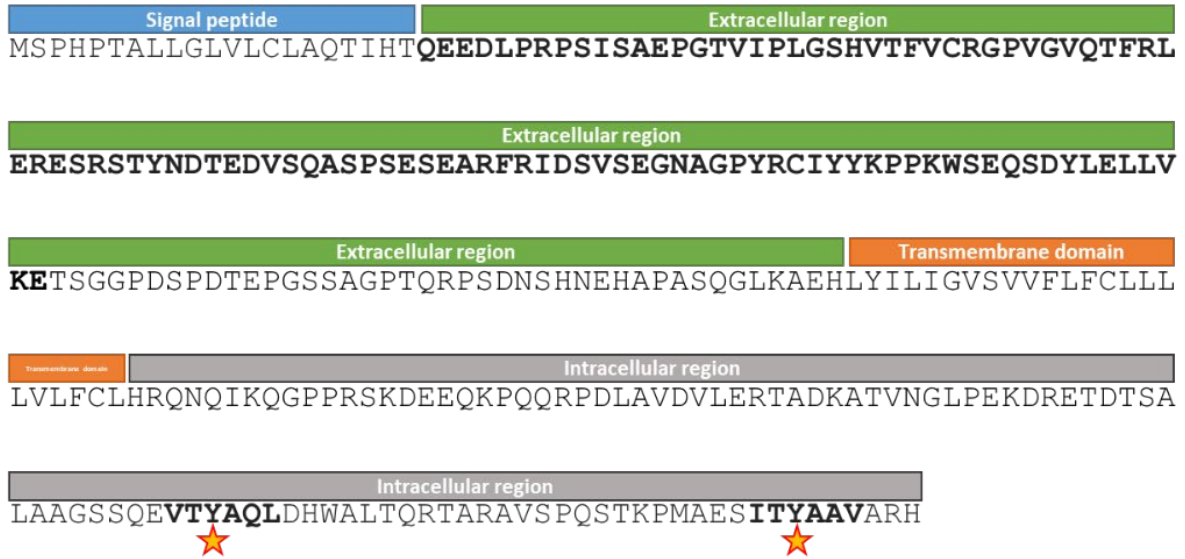 Signal peptide Extracellular region
MSPHPTALLGLVLCLAQTIHTQEEDLPRPSISAEPGTVIPLGSHVTFVCRGPVGVQTFRL
Extracellular region
ERESRSTYNDTEDVSQASPSESEARFRIDSVSEGNAGPYRCIYYKPPKWSEQSDYLELLV
Extracellular region Transmembrane domain
KETSGGPDSPDTEPGSSAGPTQRPSDNSHNEHAPASQGLKAEHLYILIGVSVVFLFCLLL
Transmembrane domain Intracellular region
LVLFCLHRQNQIKQGPPRSKDEEQKPQQRPDLAVDVLERTADKATVNGLPEKDRETDTSA
Intracellular region
LAAGSSQEVTYAQLDHWALTQRTARAVSPQSTKPMAESITYAAVARH